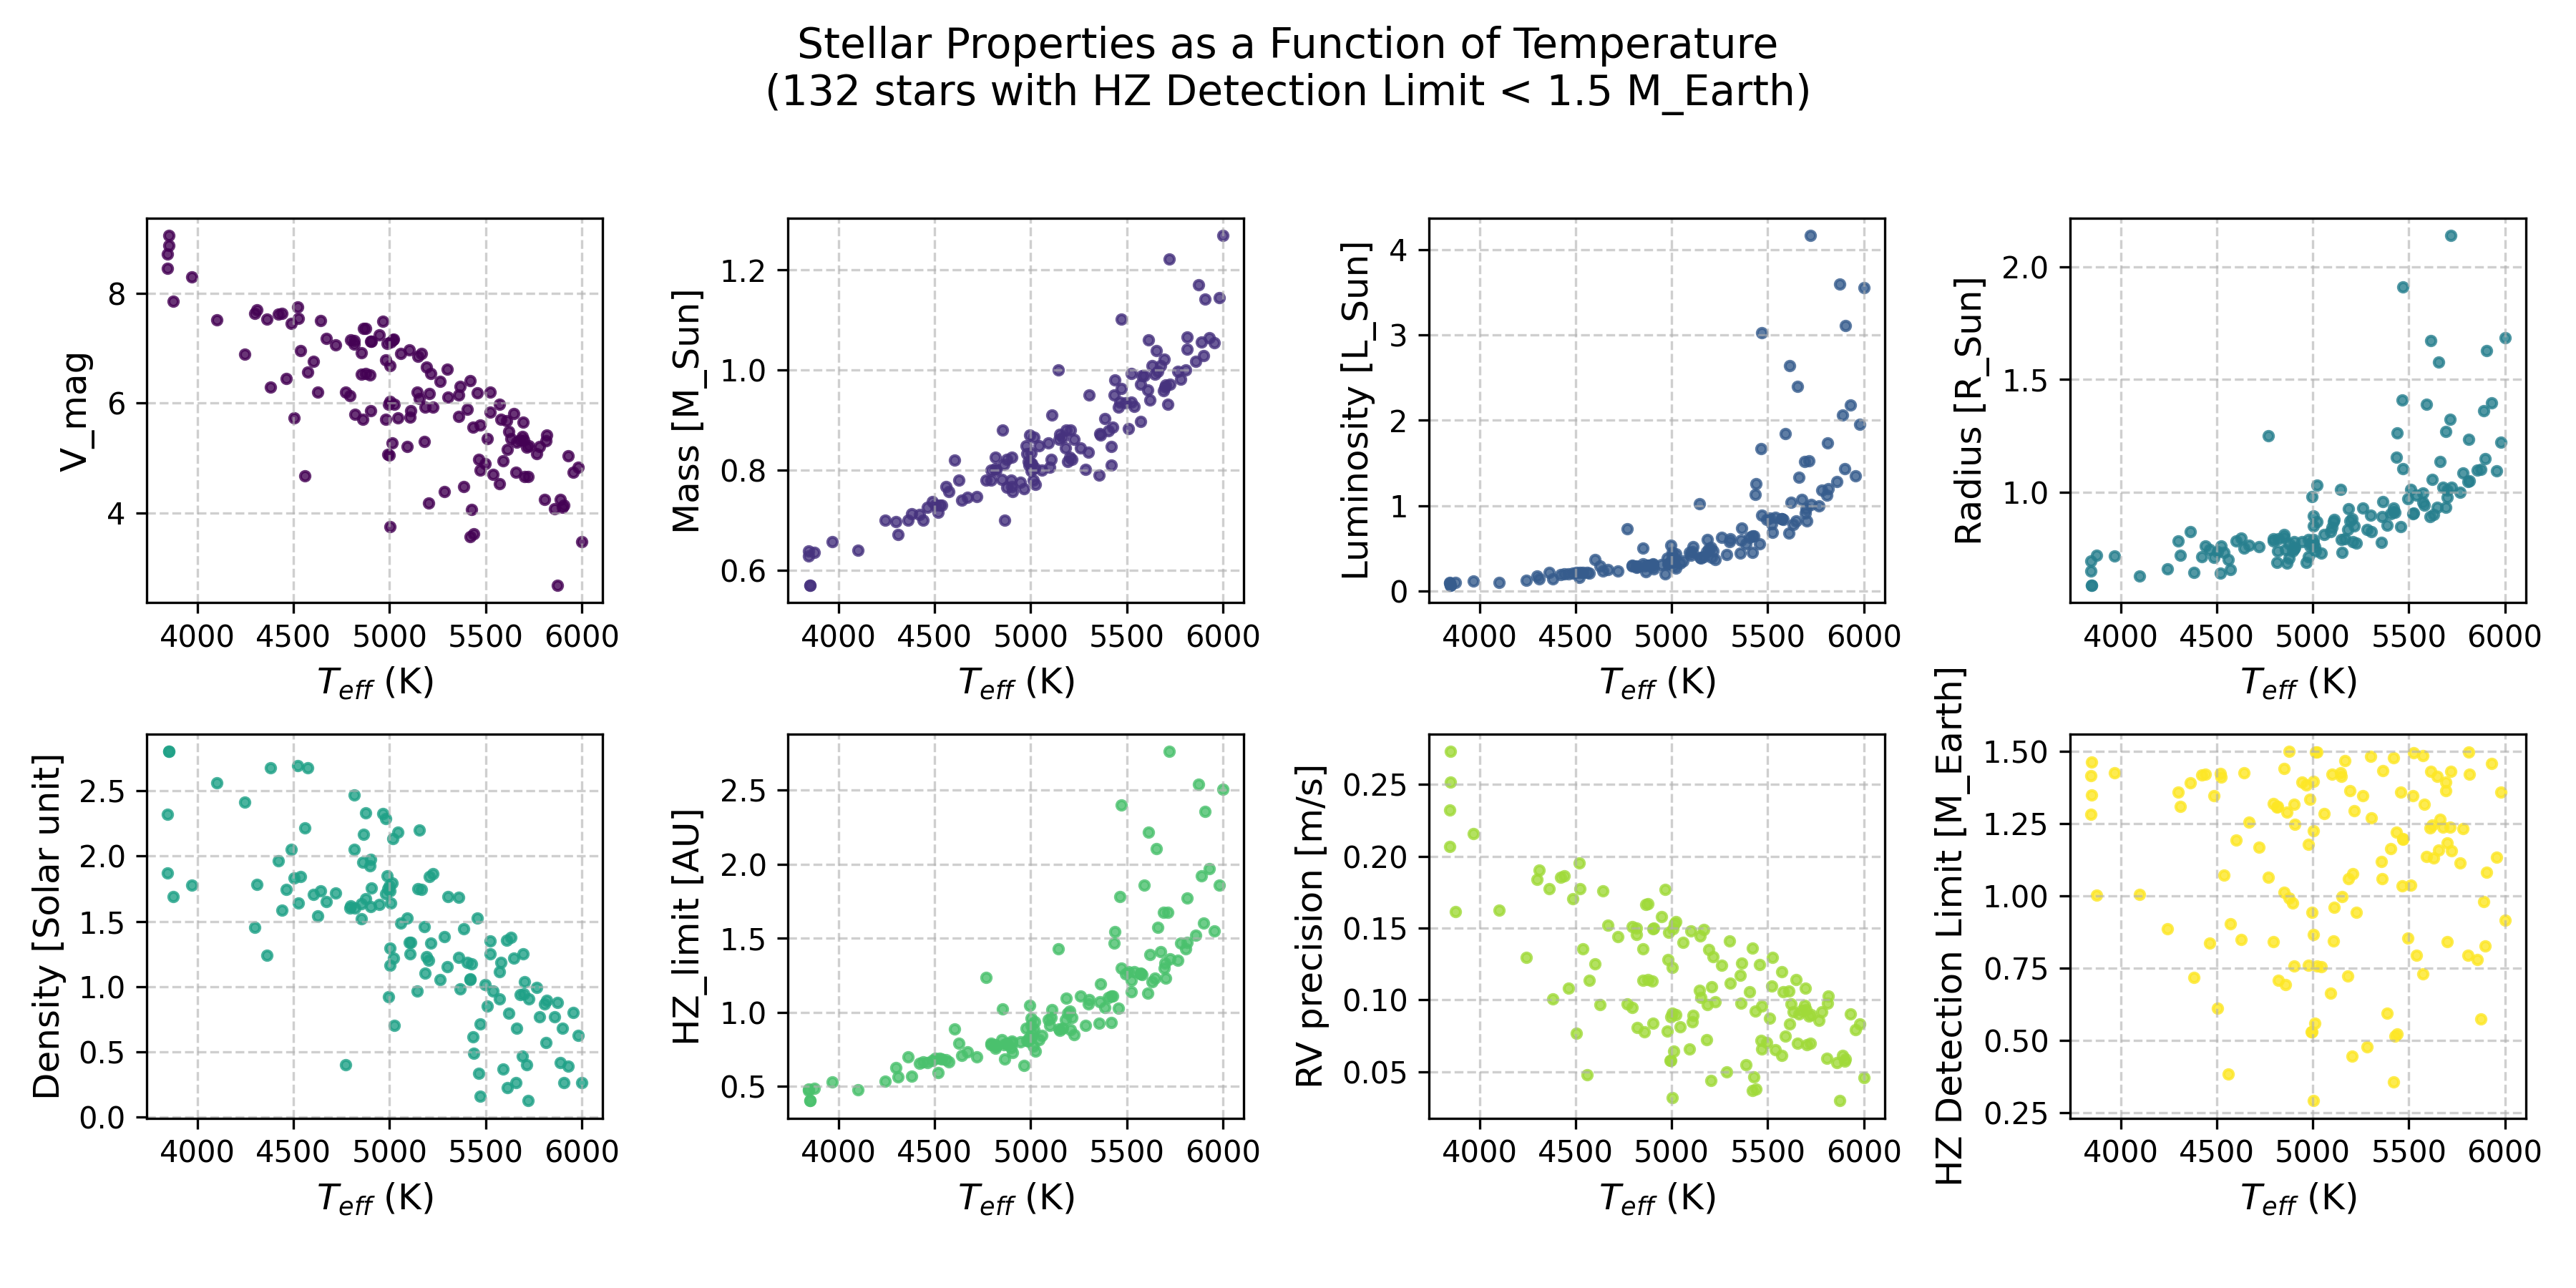 Stellar Properties as a Function of Temperature
(132 stars with HZ Detection Limit < 1.5 M_Earth)
V_mag
8
6
4
4000 4500 5000 5500 6000
T_eff (K)
Mass [M_Sun]
1.2
1.0
0.8
0.6
4000 4500 5000 5500 6000
T_eff (K)
Luminosity [L_Sun]
4
3
2
1
0
4000 4500 5000 5500 6000
T_eff (K)
Radius [R_Sun]
2.0
1.5
1.0
4000 4500 5000 5500 6000
T_eff (K)
Density [Solar unit]
2.5
2.0
1.5
1.0
0.5
0.0
4000 4500 5000 5500 6000
T_eff (K)
HZ_limit [AU]
2.5
2.0
1.5
1.0
0.5
4000 4500 5000 5500 6000
T_eff (K)
RV precision [m/s]
0.25
0.20
0.15
0.10
0.05
4000 4500 5000 5500 6000
T_eff (K)
HZ Detection Limit [M_Earth]
1.50
1.25
1.00
0.75
0.50
0.25
4000 4500 5000 5500 6000
T_eff (K)